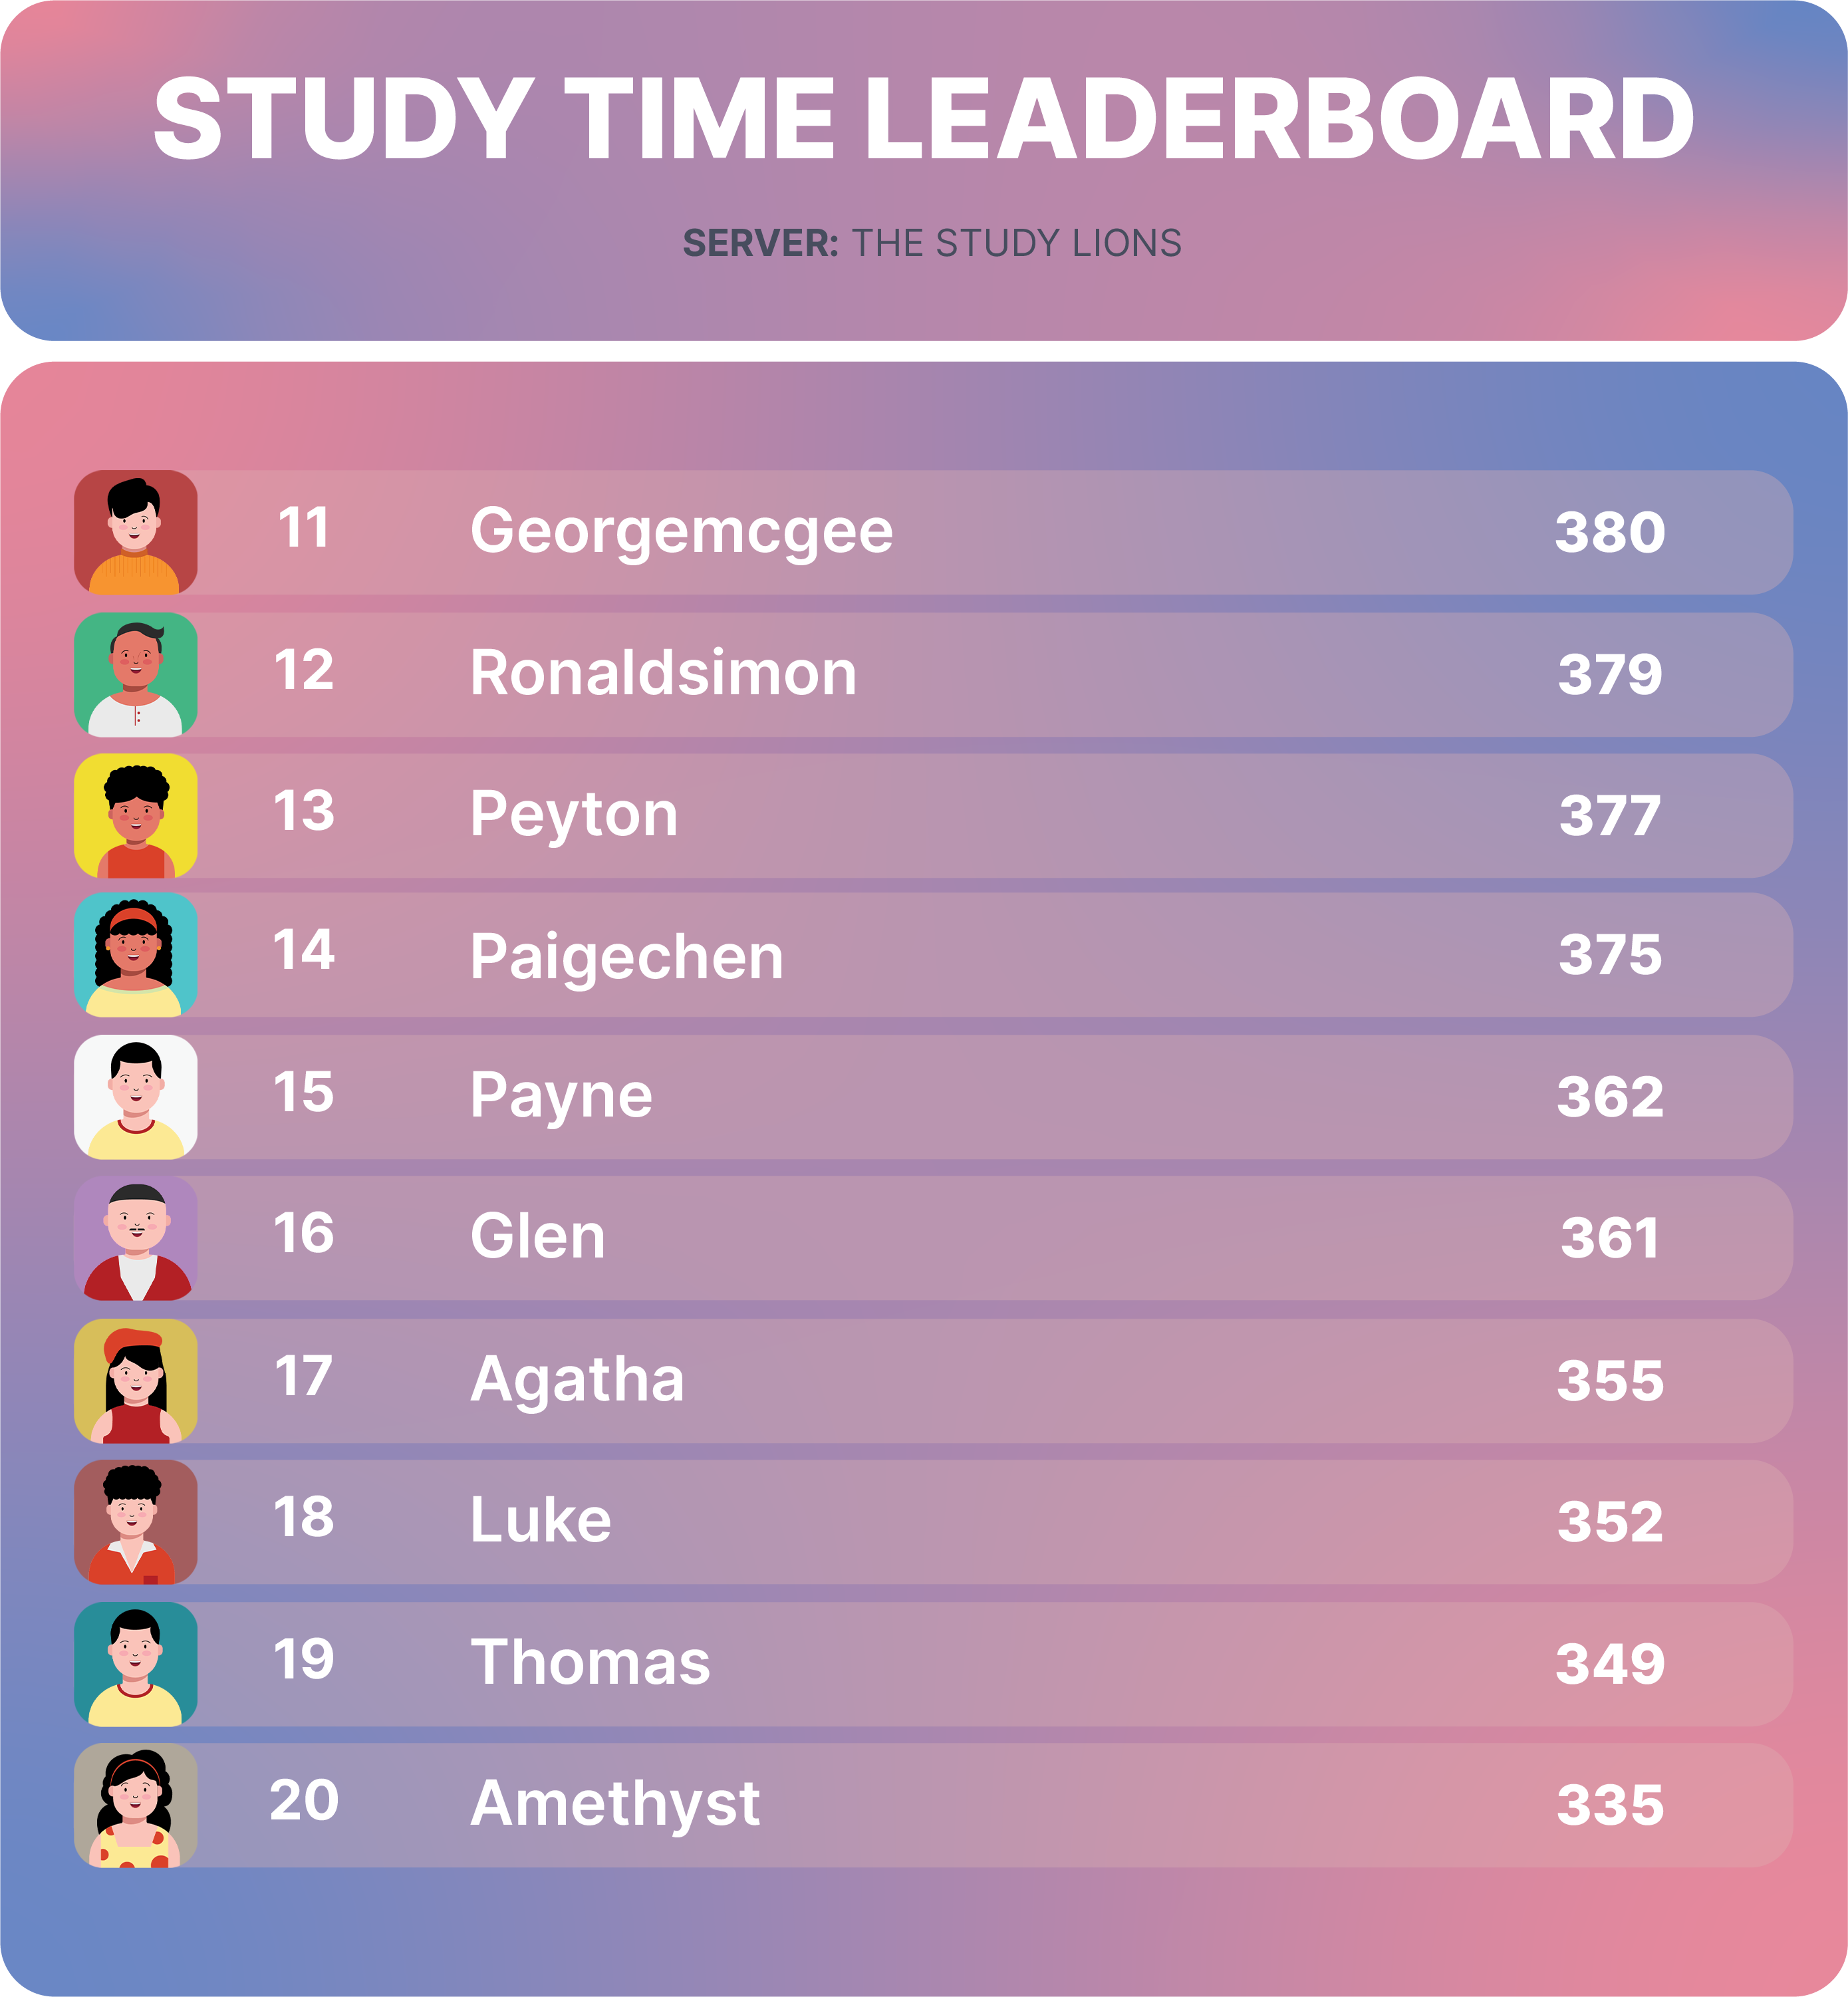 STUDY TIME LEADERBOARD
SERVER: THE STUDY LIONS
11 Georgemcgee 380
12 Ronaldsimon 379
13 Peyton 377
14 Paigechen 375
15 Payne 362
16 Glen 361
17 Agatha 355
18 Luke 352
19 Thomas 349
20 Amethyst 335